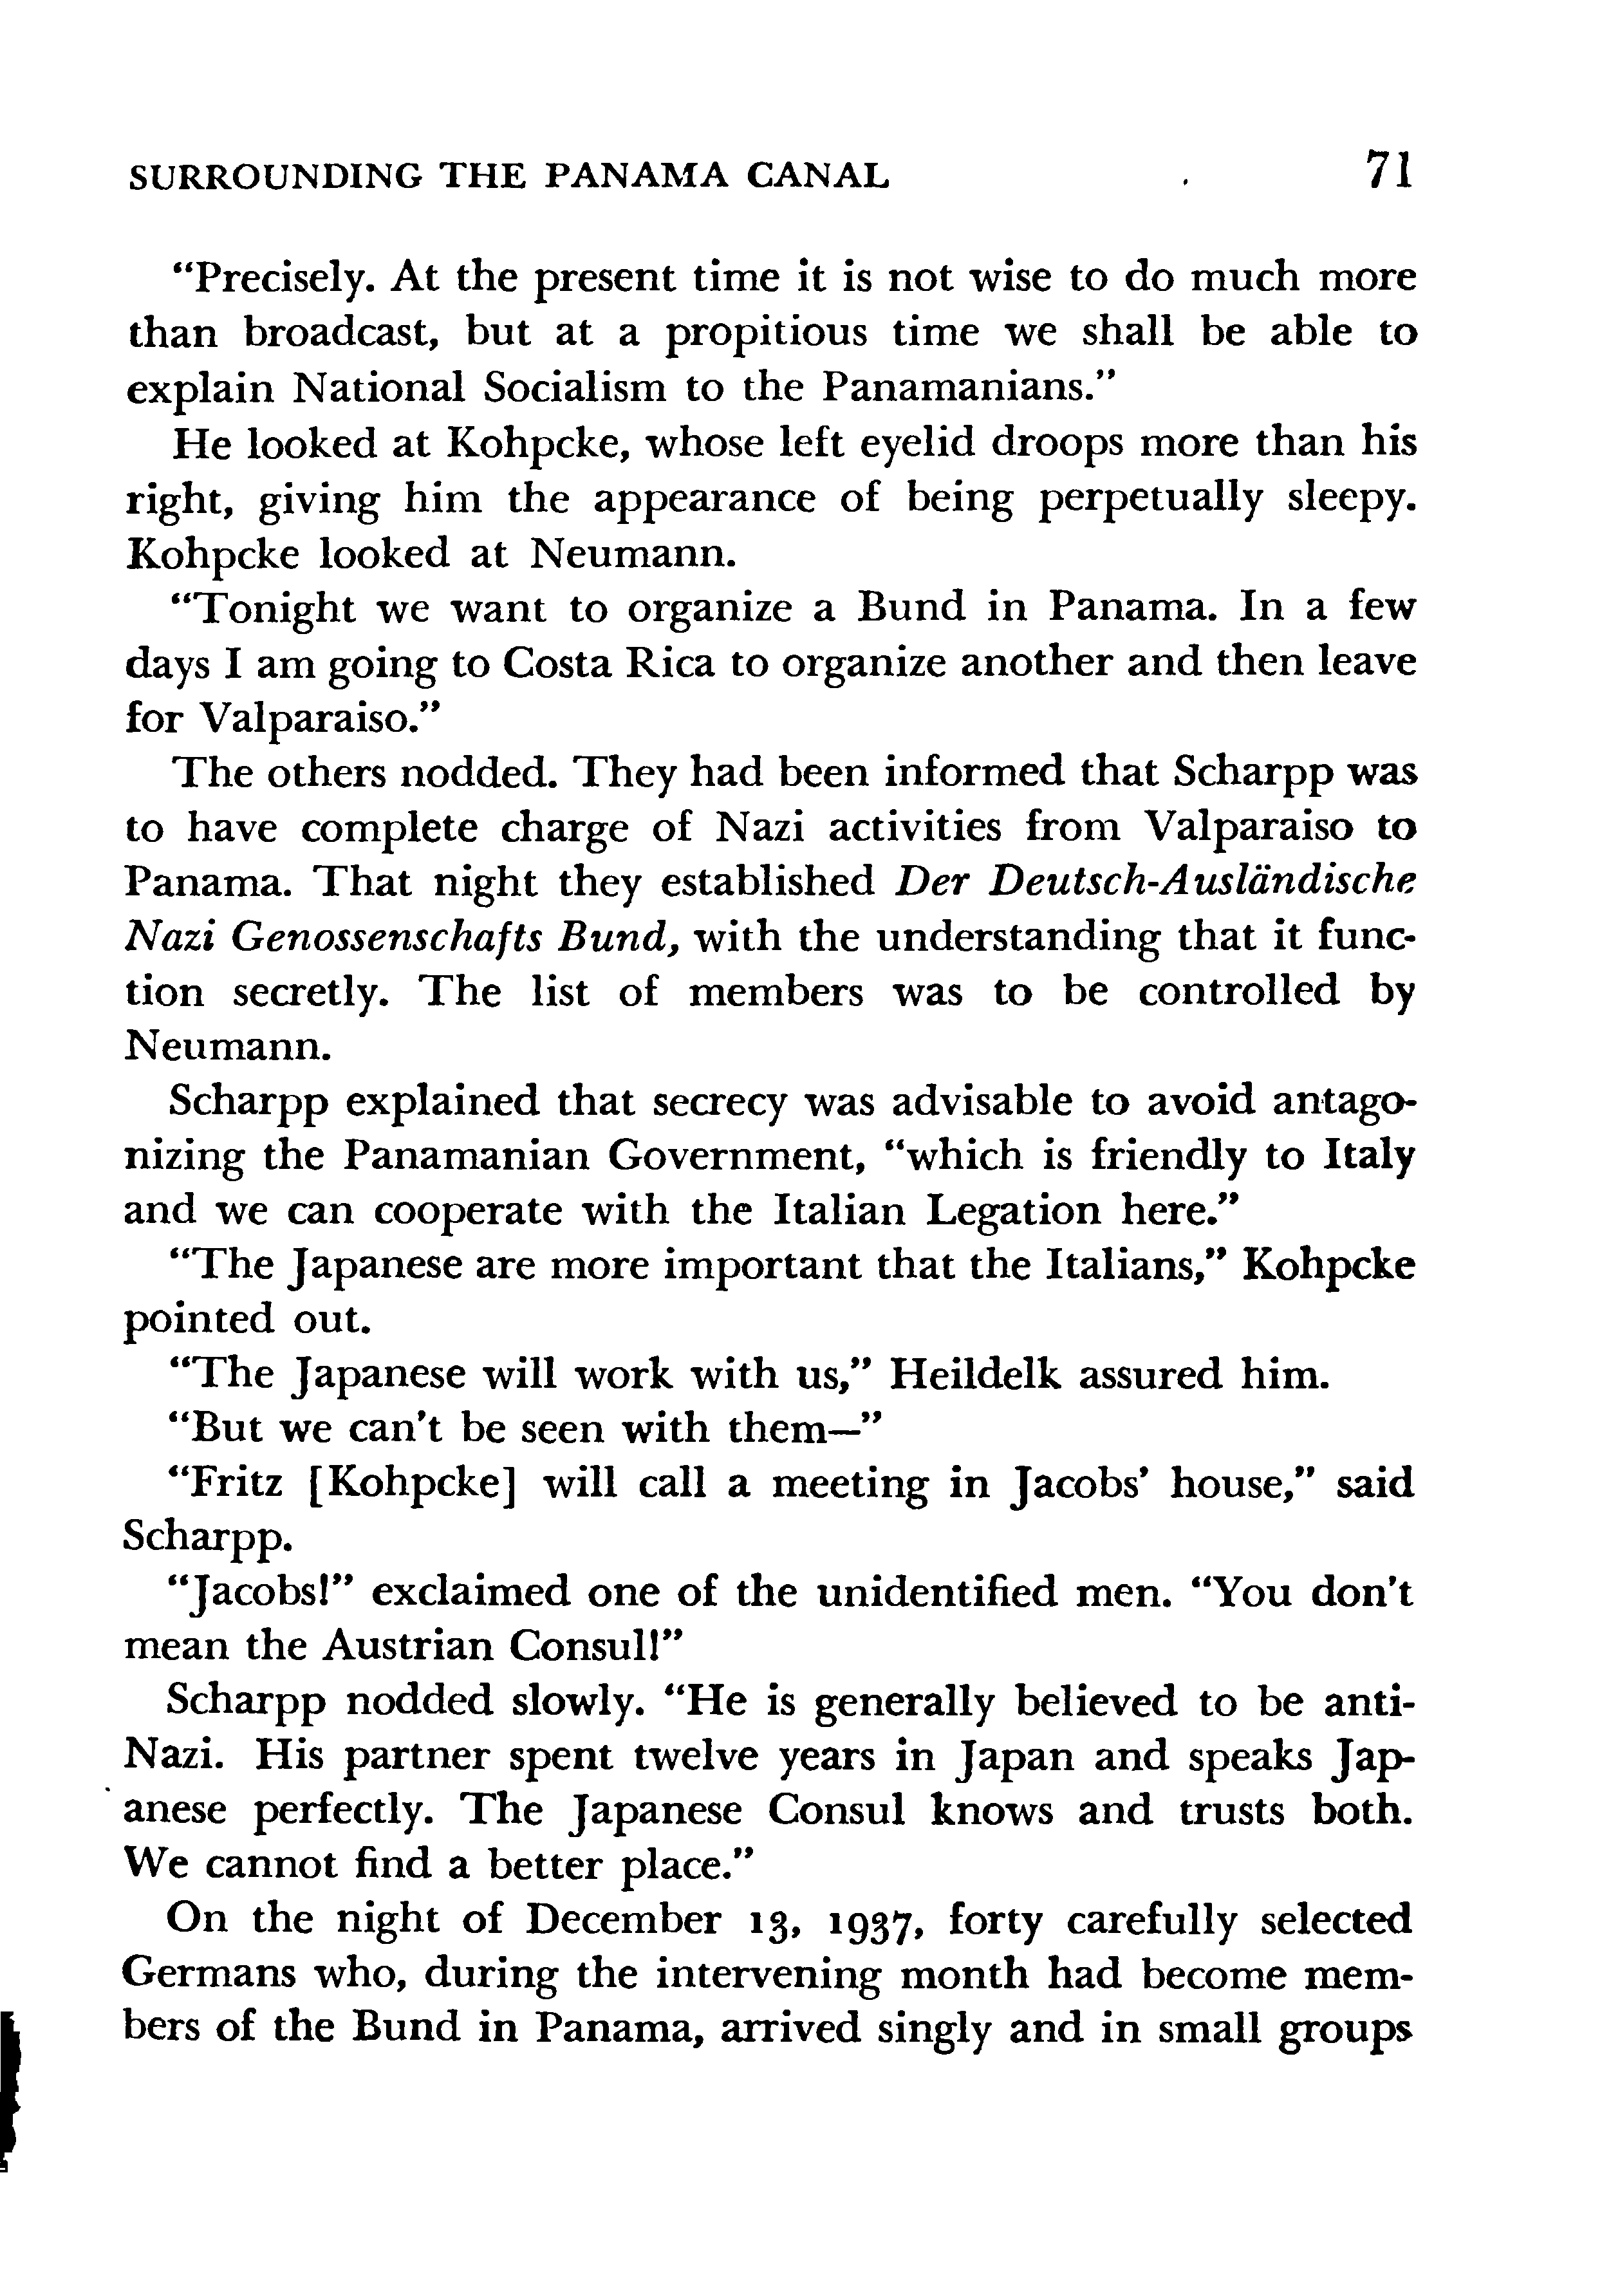 SURROUNDING THE PANAMA CANAL 71
“Precisely. At the present time it is not wise to do much more
than broadcast, but at a propitious time we shall be able to
explain National Socialism to the Panamanians.”
He looked at Kohpcke, whose left eyelid droops more than his
right, giving him the appearance of being perpetually sleepy.
Kohpcke looked at Neumann.
“Tonight we want to organize a Bund in Panama. In a few
days I am going to Costa Rica to organize another and then leave
for Valparaiso.”
The others nodded. They had been informed that Scharpp was
to have complete charge of Nazi activities from Valparaiso to
Panama. That night they established Der Deutsch-Ausländische
Nazi Genossenschafts Bund, with the understanding that it func-
tion secretly. The list of members was to be controlled by
Neumann.
Scharpp explained that secrecy was advisable to avoid antago-
nizing the Panamanian Government, “which is friendly to Italy
and we can cooperate with the Italian Legation here.”
“The Japanese are more important that the Italians,” Kohpcke
pointed out.
“The Japanese will work with us,” Heildelk assured him.
“But we can't be seen with them—”
“Fritz [Kohpcke] will call a meeting in Jacobs' house,” said
Scharpp.
“Jacobs!” exclaimed one of the unidentified men. “You don't
mean the Austrian Consul!”
Scharpp nodded slowly. “He is generally believed to be anti-
Nazi. His partner spent twelve years in Japan and speaks Jap-
anese perfectly. The Japanese Consul knows and trusts both.
We cannot find a better place.”
On the night of December 13, 1937, forty carefully selected
Germans who, during the intervening month had become mem-
bers of the Bund in Panama, arrived singly and in small groups